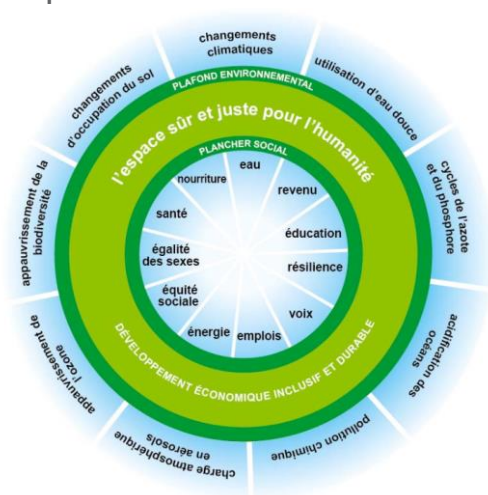 changements
climatiques
utilisation d'eau douce
cycles de l'azote
et du phosphore
acidification des
océans
pollution chimique
charge atmosphérique
en aérosols
appauvrissement de
l'ozone
appauvrissement de la
biodiversité
changements
d'occupation du sol
PLAFOND ENVIRONNEMENTAL
l'espace sûr et juste pour l'humanité
PLANCHER SOCIAL
eau
revenu
éducation
résilience
voix
emplois
énergie
équité
sociale
égalité
des sexes
santé
nourriture
DÉVELOPPEMENT ÉCONOMIQUE INCLUSIF ET DURABLE